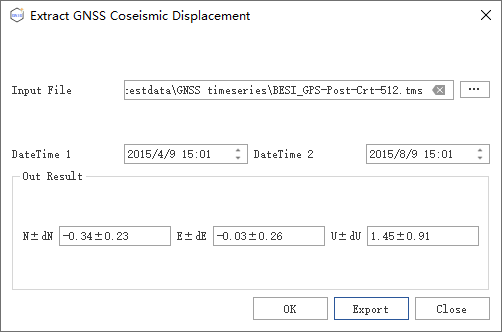 Extract GNSS Coseismic Displacement
Input File :estdata\GNSS timeseries\BESI_GPS-Post-Crt-512.tms ...
DateTime 1 2015/4/9 15:01 DateTime 2 2015/8/9 15:01
Out Result
N±dN -0.34±0.23 E±dE -0.03±0.26 U±dU 1.45±0.91
OK Export Close